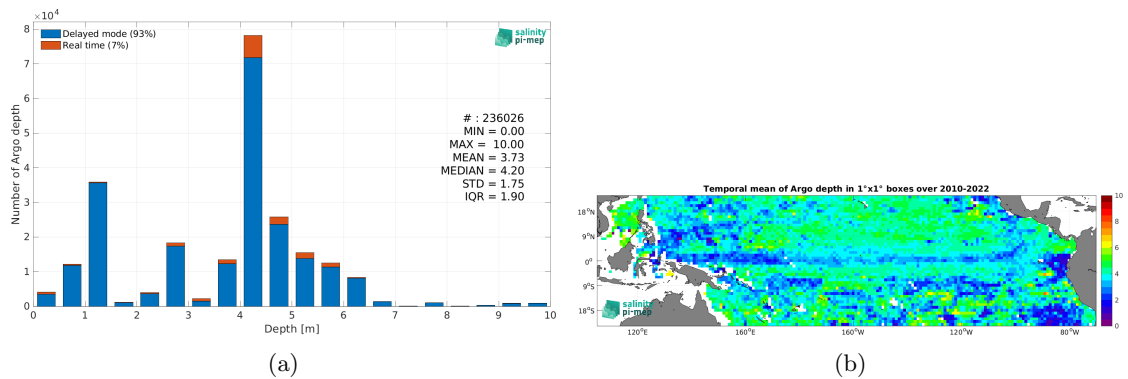 ×10⁴
8
7
6
5
4
3
2
1
0
Number of Argo depth
Delayed mode (93%)
Real time (7%)
salinity
pi-mep
# : 236026
MIN = 0.00
MAX = 10.00
MEAN = 3.73
MEDIAN = 4.20
STD = 1.75
IQR = 1.90
0 1 2 3 4 5 6 7 8 9 10
Depth [m]
(a)
Temporal mean of Argo depth in 1°x1° boxes over 2010-2022
18°N
9°N
0°
9°S
18°S
salinity
pi-mep
120°E 160°E 160°W 120°W 80°W
10
8
6
4
2
0
(b)